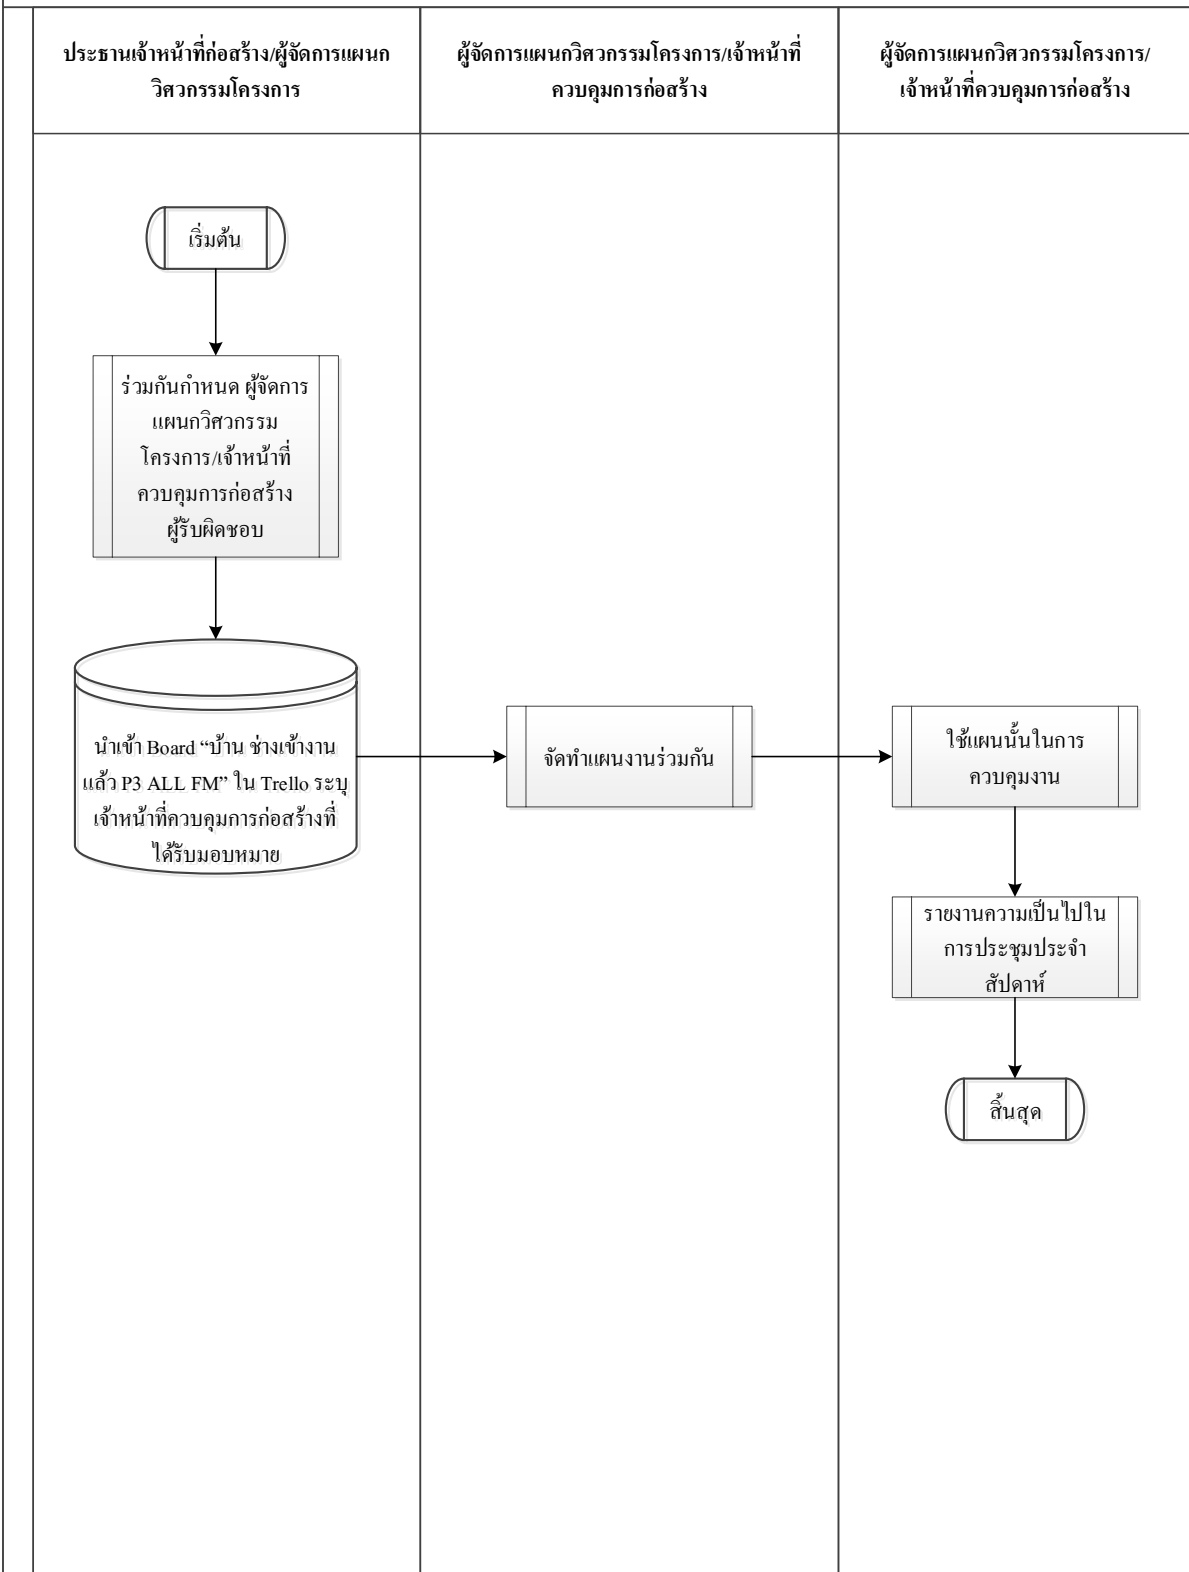 ประธานเจ้าหน้าที่ก่อสร้าง/ผู้จัดการแผนก
วิศวกรรมโครงการ
ผู้จัดการแผนกวิศวกรรมโครงการ/เจ้าหน้าที่
ควบคุมการก่อสร้าง
ผู้จัดการแผนกวิศวกรรมโครงการ/
เจ้าหน้าที่ควบคุมการก่อสร้าง
เริ่มต้น
ร่วมกันกำหนด ผู้จัดการ
แผนกวิศวกรรม
โครงการ/เจ้าหน้าที่
ควบคุมการก่อสร้าง
ผู้รับผิดชอบ
นำเข้า Board “บ้าน ช่างเข้างาน
แล้ว P3 ALL FM” ใน Trello ระบุ
เจ้าหน้าที่ควบคุมการก่อสร้างที่
ได้รับมอบหมาย
จัดทำแผนงานร่วมกัน
ใช้แผนนั้นในการ
ควบคุมงาน
รายงานความเป็นไปใน
การประชุมประจำ
สัปดาห์
สิ้นสุด